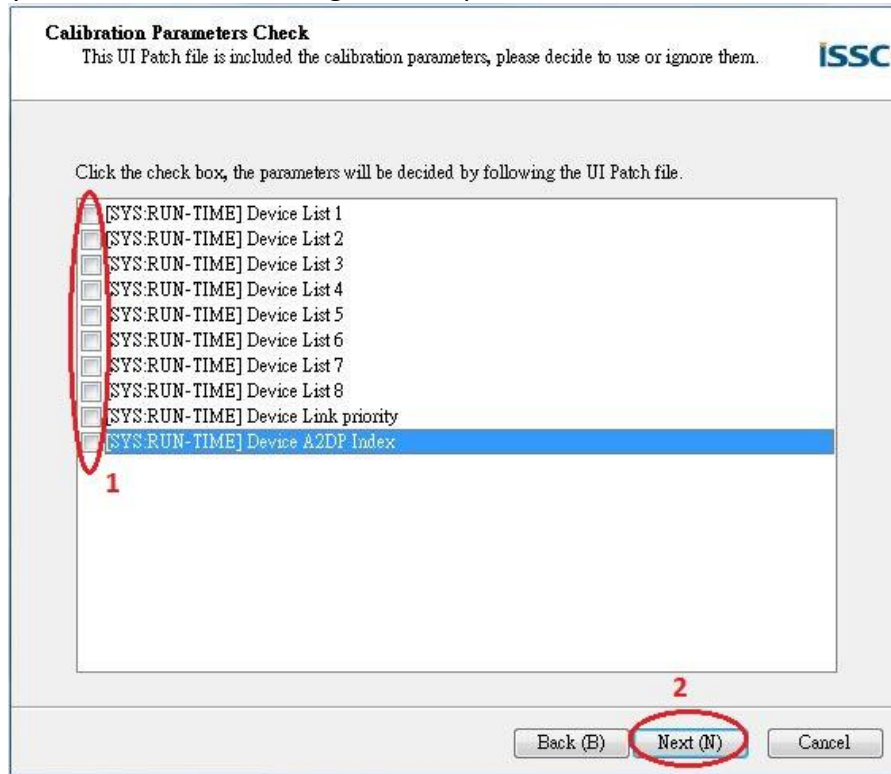 Calibration Parameters Check
This UI Patch file is included the calibration parameters, please decide to use or ignore them.
ISSC
Click the check box, the parameters will be decided by following the UI Patch file.
[SYS:RUN-TIME] Device List 1
[SYS:RUN-TIME] Device List 2
[SYS:RUN-TIME] Device List 3
[SYS:RUN-TIME] Device List 4
[SYS:RUN-TIME] Device List 5
[SYS:RUN-TIME] Device List 6
[SYS:RUN-TIME] Device List 7
[SYS:RUN-TIME] Device List 8
[SYS:RUN-TIME] Device Link priority
[SYS:RUN-TIME] Device A2DP Index
1
2
Back (B) Next (N) Cancel